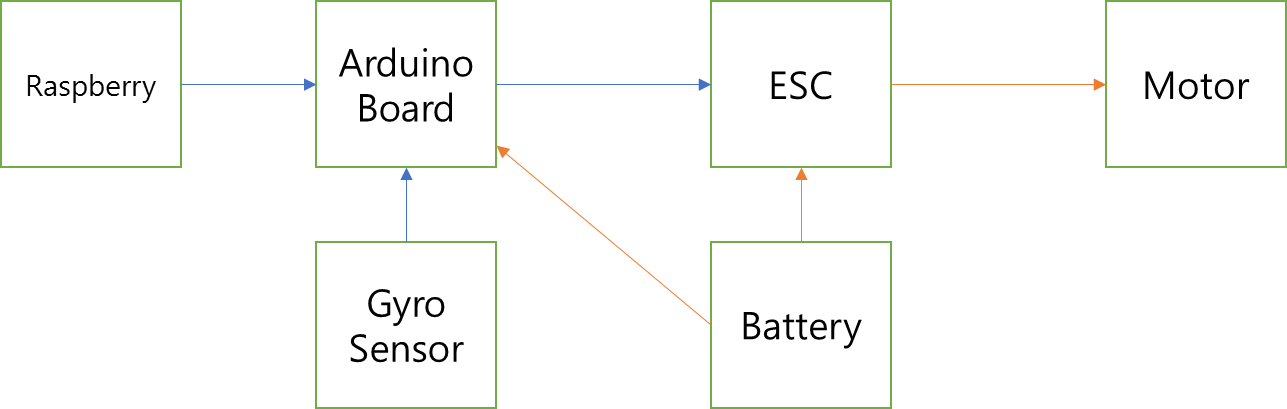 Raspberry
Arduino
Board
ESC
Motor
Gyro
Sensor
Battery